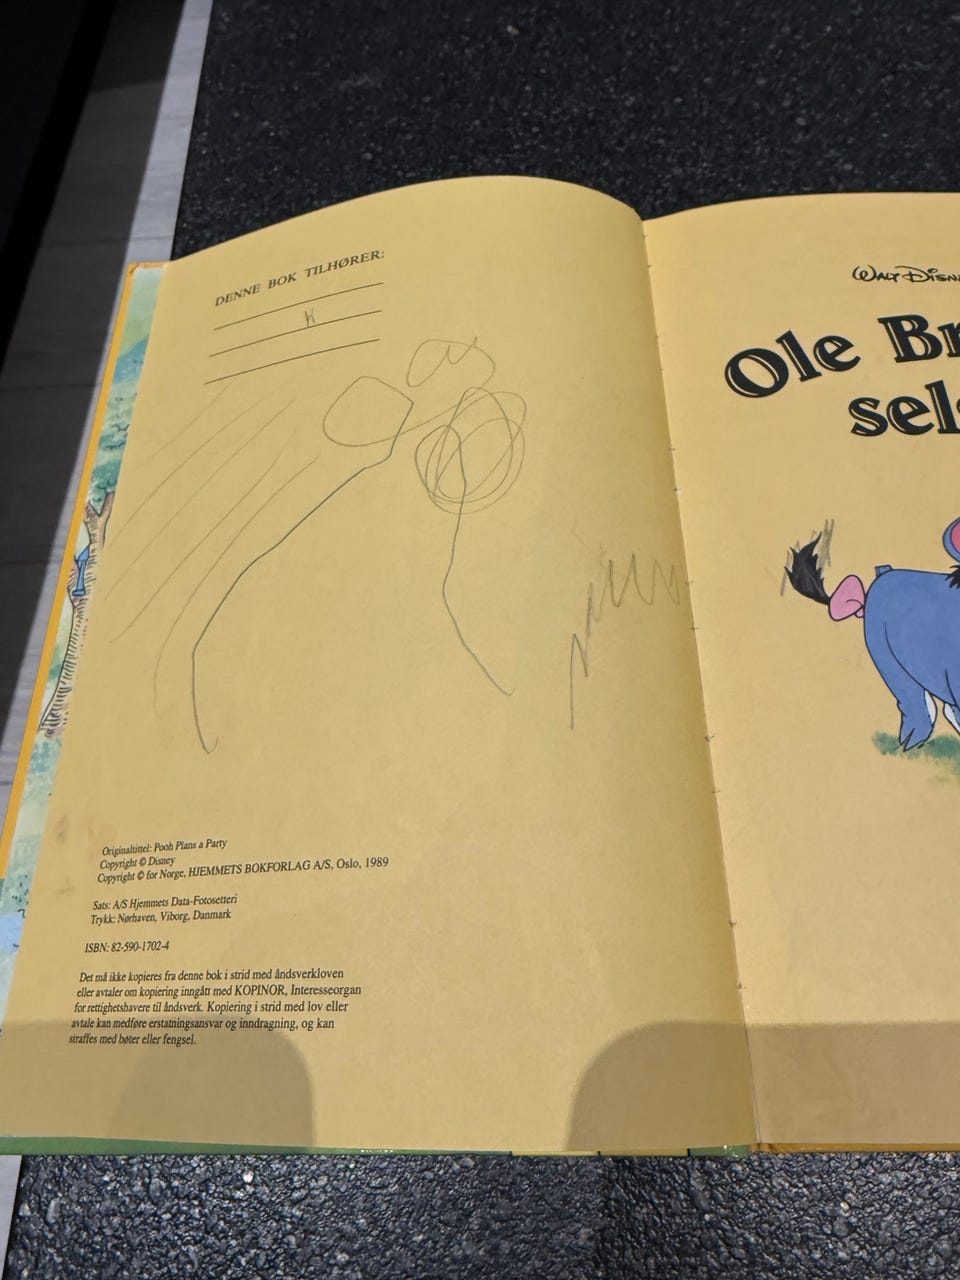 DENNE BOK TILHØRER:
K
Originaltittel: Pooh Plans a Party
Copyright © Disney
Copyright © for Norge, HJEMMETS BOKFORLAG A/S, Oslo, 1989
Sats: A/S Hjemmets Data-Fotosetteri
Trykk: Nørhaven, Viborg, Danmark
ISBN: 82-590-1702-4
Det må ikke kopieres fra denne bok i strid med åndsverkloven
eller avtaler om kopiering inngått med KOPINOR, Interesseorgan
for rettighetshavere til åndsverk. Kopiering i strid med lov eller
avtale kan medføre erstatningsansvar og inndragning, og kan
straffes med bøter eller fengsel.
WALT DISN
Ole Br
sels